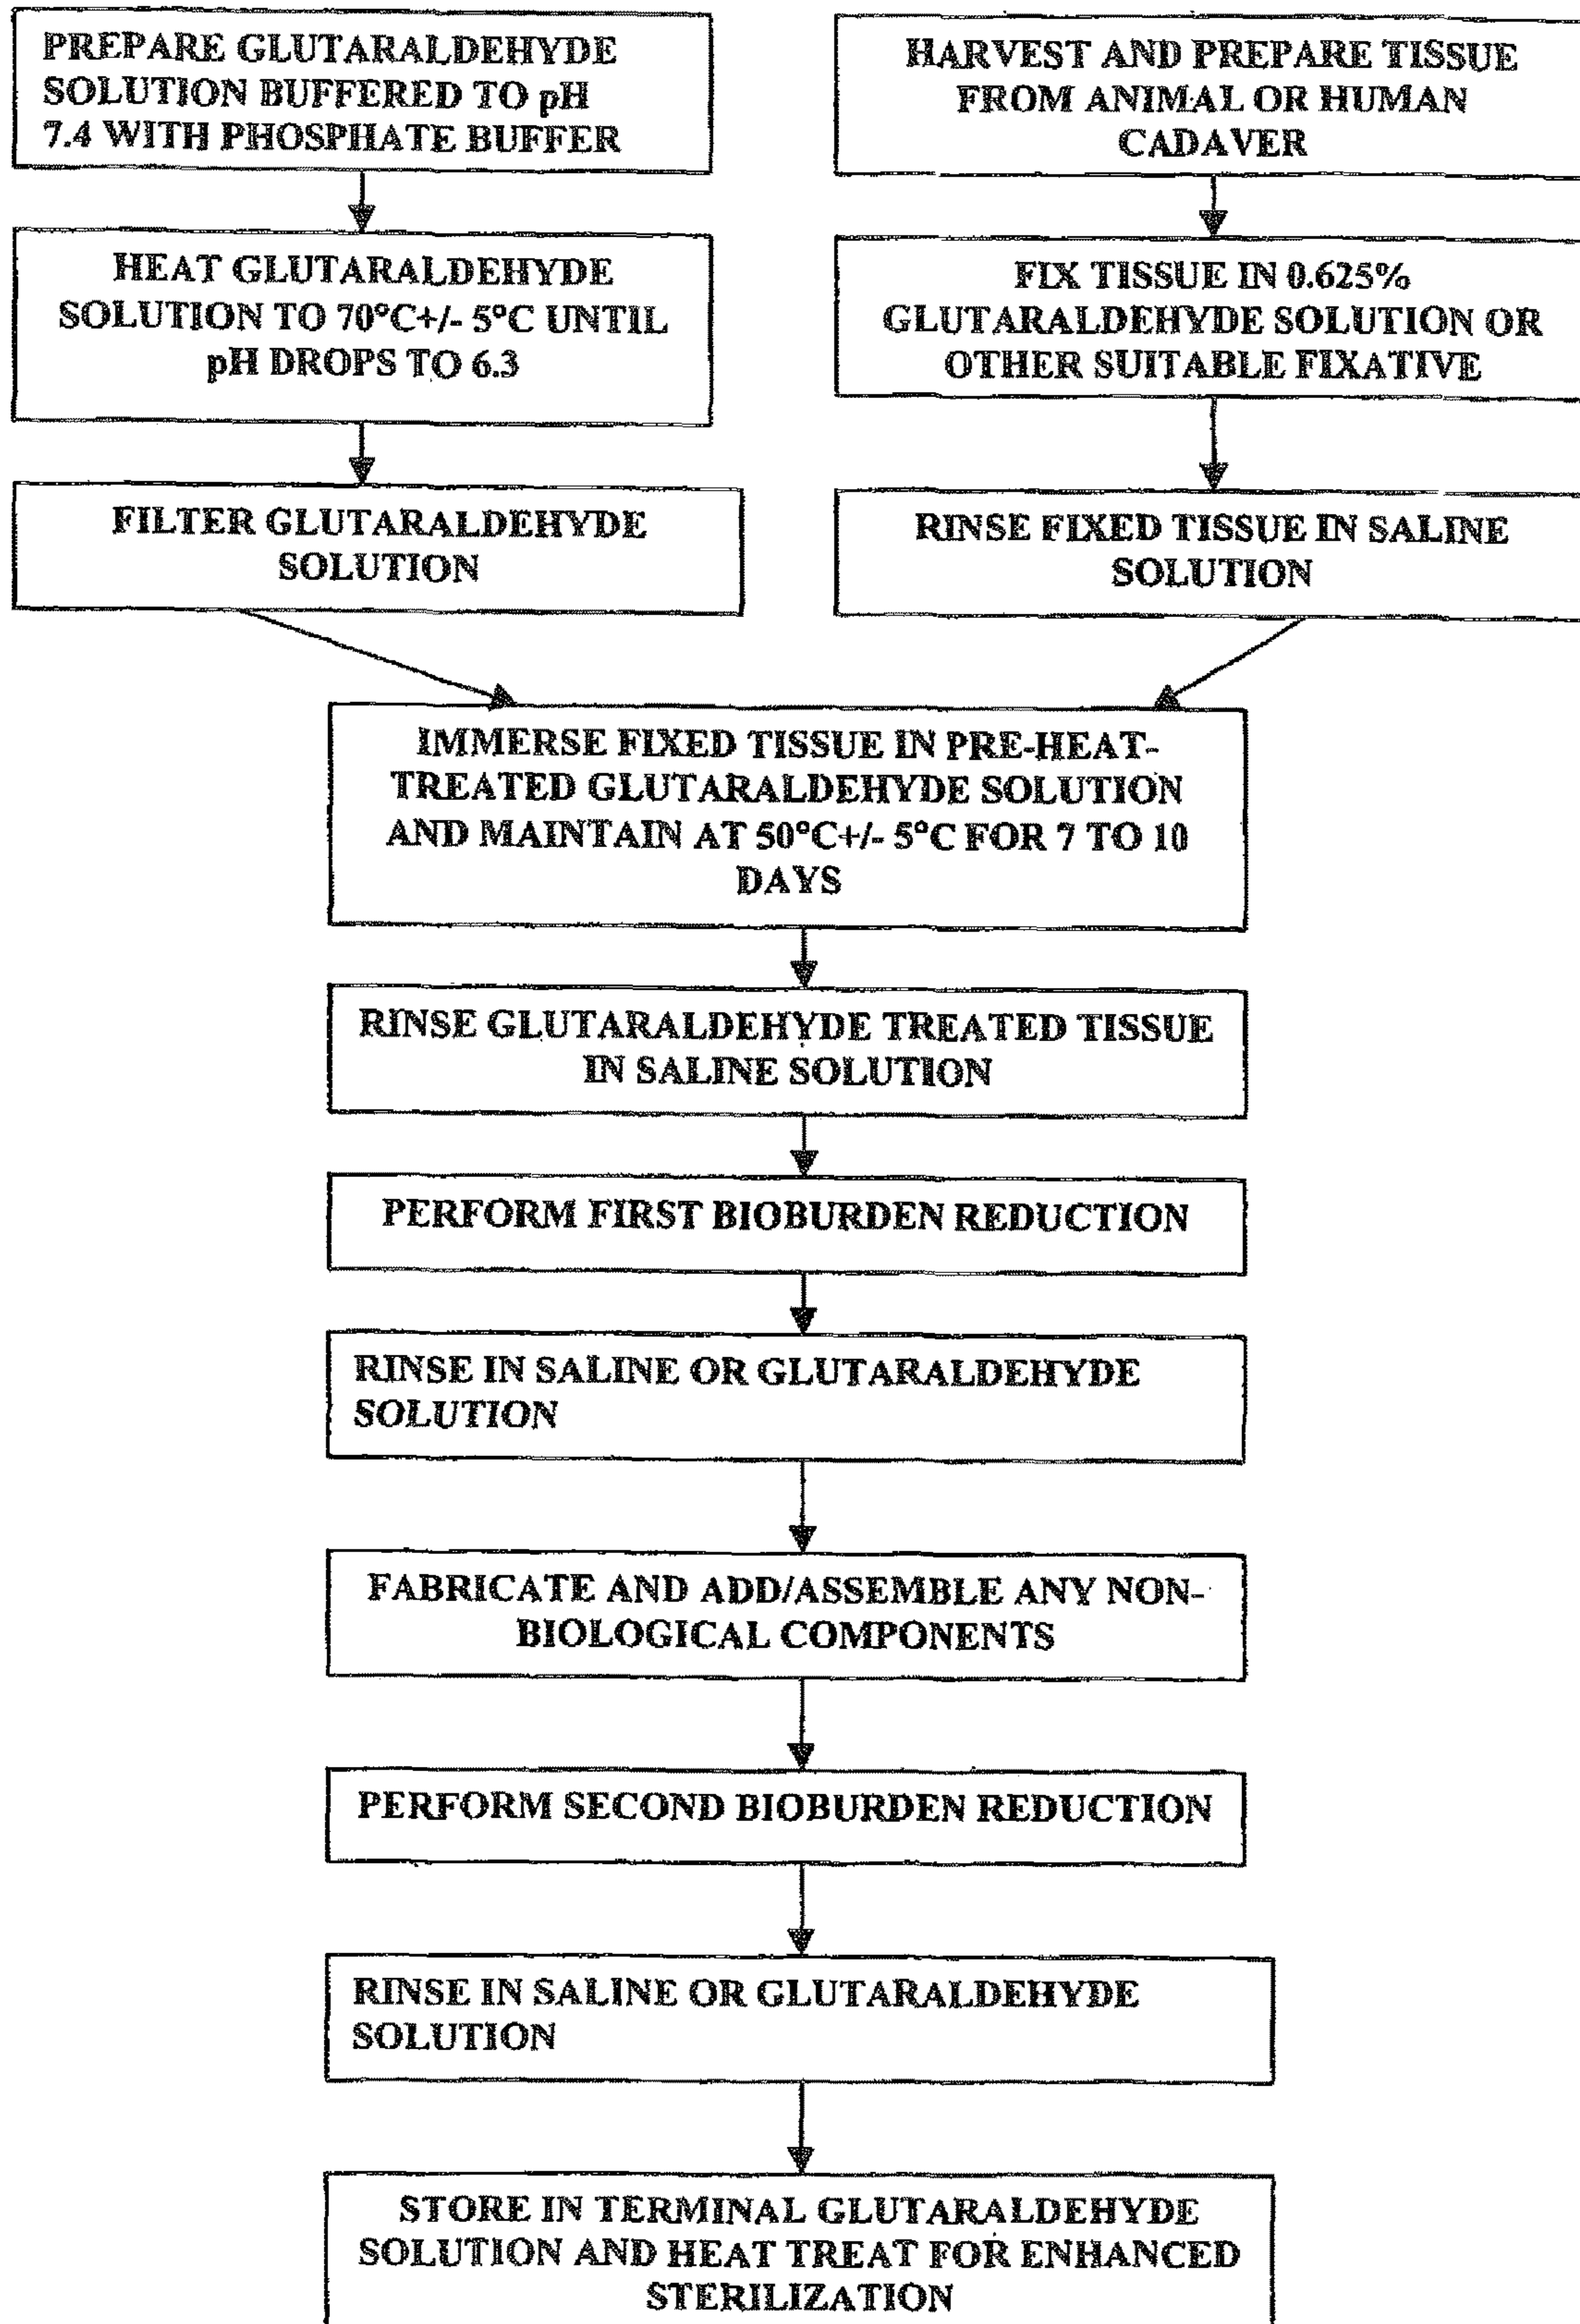 PREPARE GLUTARALDEHYDE
SOLUTION BUFFERED TO pH
7.4 WITH PHOSPHATE BUFFER
HARVEST AND PREPARE TISSUE
FROM ANIMAL OR HUMAN
CADAVER
HEAT GLUTARALDEHYDE
SOLUTION TO 70°C+/- 5°C UNTIL
pH DROPS TO 6.3
FIX TISSUE IN 0.625%
GLUTARALDEHYDE SOLUTION OR
OTHER SUITABLE FIXATIVE
FILTER GLUTARALDEHYDE
SOLUTION
RINSE FIXED TISSUE IN SALINE
SOLUTION
IMMERSE FIXED TISSUE IN PRE-HEAT-
TREATED GLUTARALDEHYDE SOLUTION
AND MAINTAIN AT 50°C+/- 5°C FOR 7 TO 10
DAYS
RINSE GLUTARALDEHYDE TREATED TISSUE
IN SALINE SOLUTION
PERFORM FIRST BIOBURDEN REDUCTION
RINSE IN SALINE OR GLUTARALDEHYDE
SOLUTION
FABRICATE AND ADD/ASSEMBLE ANY NON-
BIOLOGICAL COMPONENTS
PERFORM SECOND BIOBURDEN REDUCTION
RINSE IN SALINE OR GLUTARALDEHYDE
SOLUTION
STORE IN TERMINAL GLUTARALDEHYDE
SOLUTION AND HEAT TREAT FOR ENHANCED
STERILIZATION